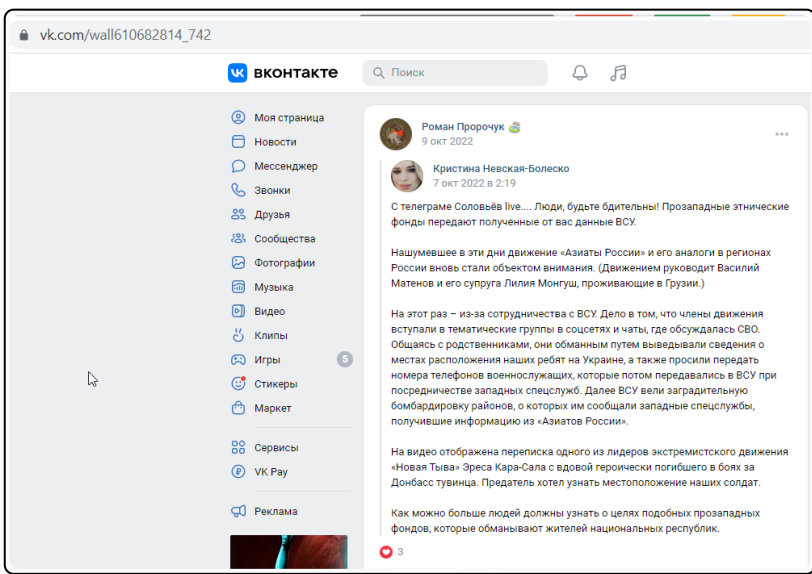 vk.com/wall610682814_742
вконтакте
Поиск
Моя страница
Новости
Мессенджер
Звонки
Друзья
Сообщества
Фотографии
Музыка
Видео
Клипы
Игры 5
Стикеры
Маркет
Сервисы
VK Pay
Реклама
Роман Пророчук
9 окт 2022
Кристина Невская-Болеско
7 окт 2022 в 2:19
С телеграме Соловьёв live.... Люди, будьте бдительны! Прозападные этнические
фонды передают полученные от вас данные ВСУ.
Нашумевшее в эти дни движение «Азиаты России» и его аналоги в регионах
России вновь стали объектом внимания. (Движением руководит Василий
Матенов и его супруга Лилия Монгуш, проживающие в Грузии.)
На этот раз – из-за сотрудничества с ВСУ. Дело в том, что члены движения
вступали в тематические группы в соцсетях и чаты, где обсуждалась СВО.
Общаясь с родственниками, они обманным путем выведывали сведения о
местах расположения наших ребят на Украине, а также просили передать
номера телефонов военнослужащих, которые потом передавались в ВСУ при
посредничестве западных спецслужб. Далее ВСУ вели заградительную
бомбардировку районов, о которых им сообщали западные спецслужбы,
получившие информацию из «Азиатов России».
На видео отображена переписка одного из лидеров экстремистского движения
«Новая Тыва» Эреса Кара-Сала с вдовой героически погибшего в боях за
Донбасс тувинца. Предатель хотел узнать местоположение наших солдат.
Как можно больше людей должны узнать о целях подобных прозападных
фондов, которые обманывают жителей национальных республик.
3